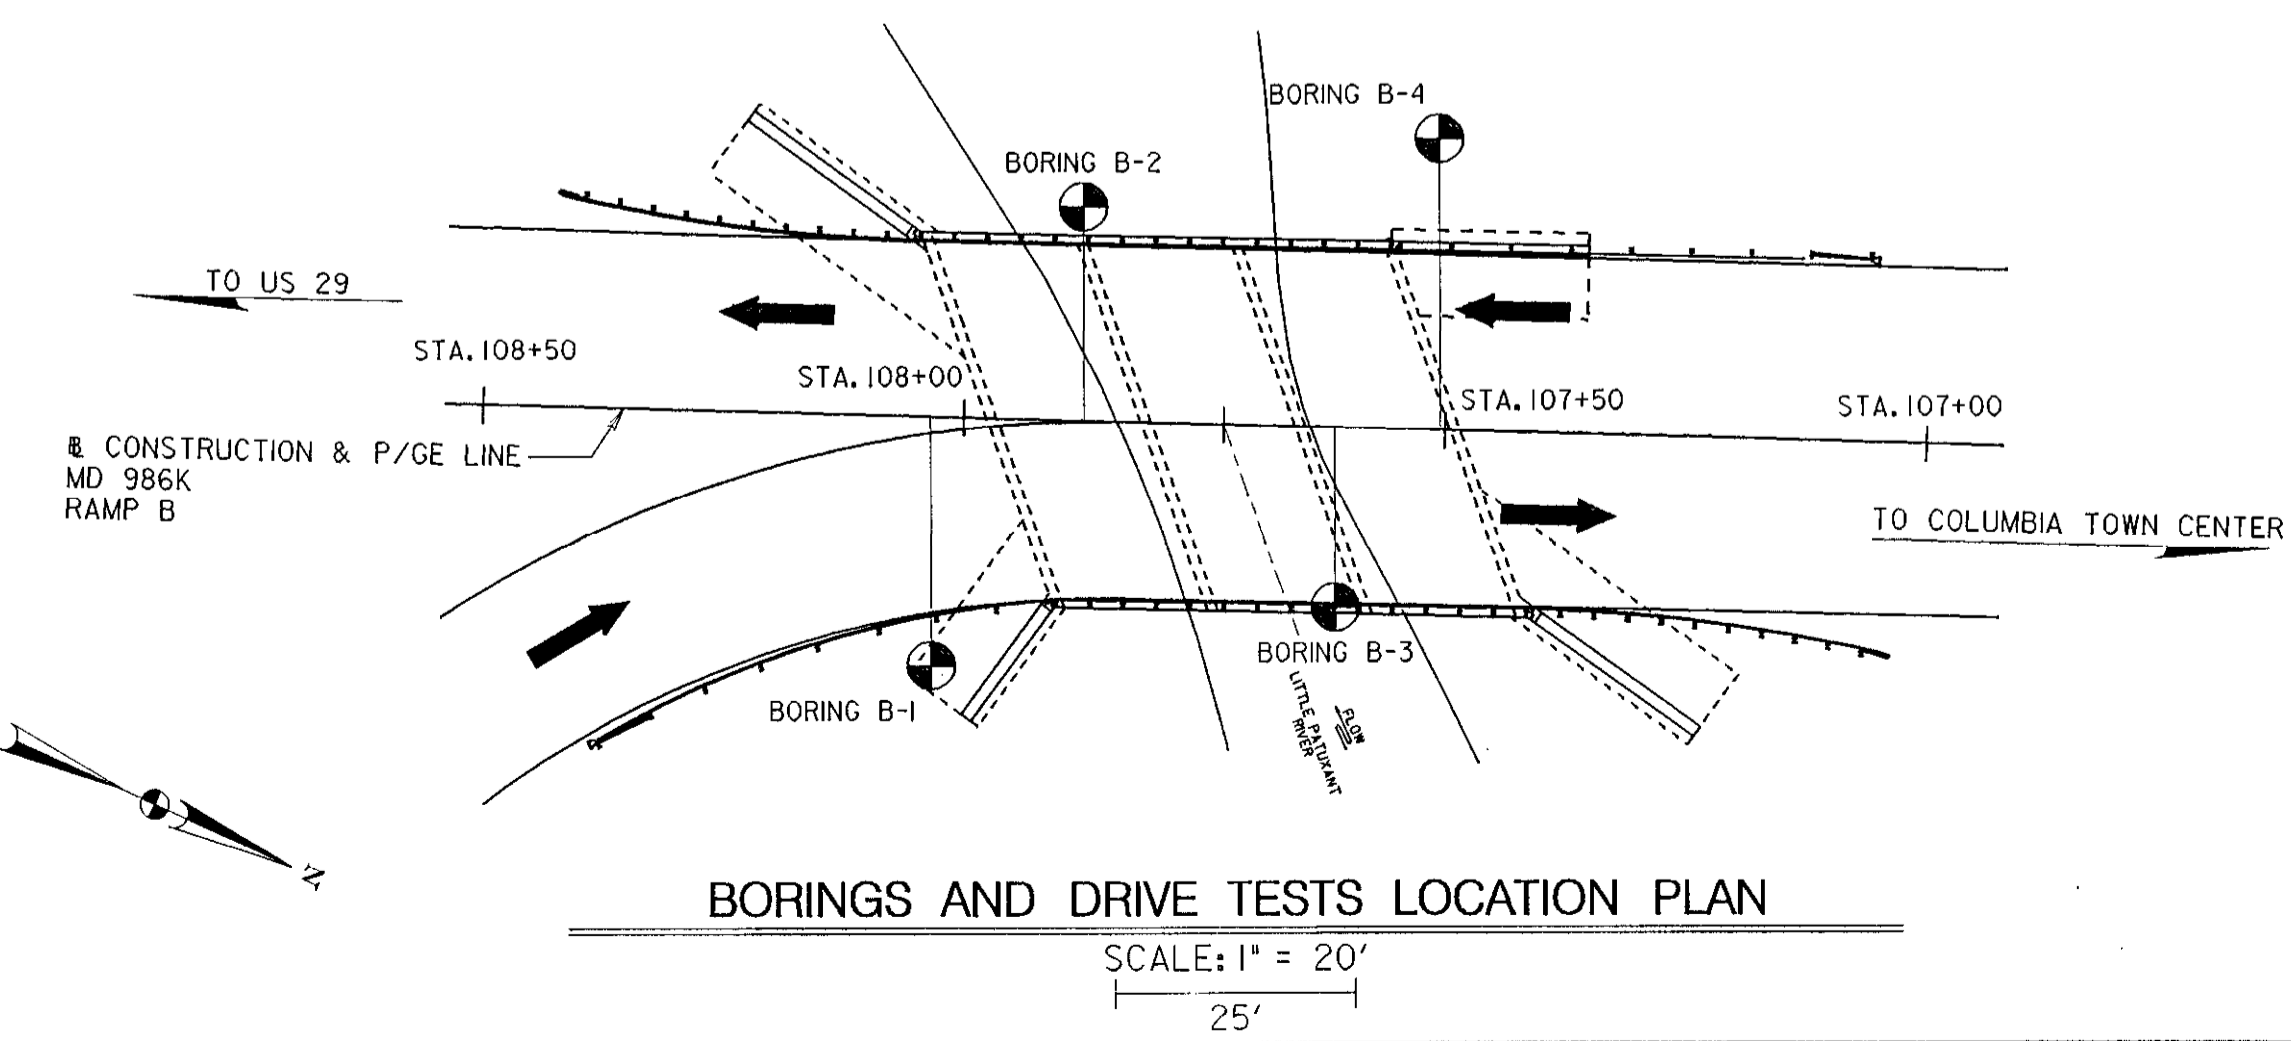 BORING B-4
BORING B-2
TO US 29
STA.108+50
STA.108+00
STA.107+50
STA.107+00
℄ CONSTRUCTION & P/GE LINE
MD 986K
RAMP B
TO COLUMBIA TOWN CENTER
BORING B-3
BORING B-1
LITTLE PATUXANT
RIVER
FLOW
N
BORINGS AND DRIVE TESTS LOCATION PLAN
SCALE: 1" = 20'
25'